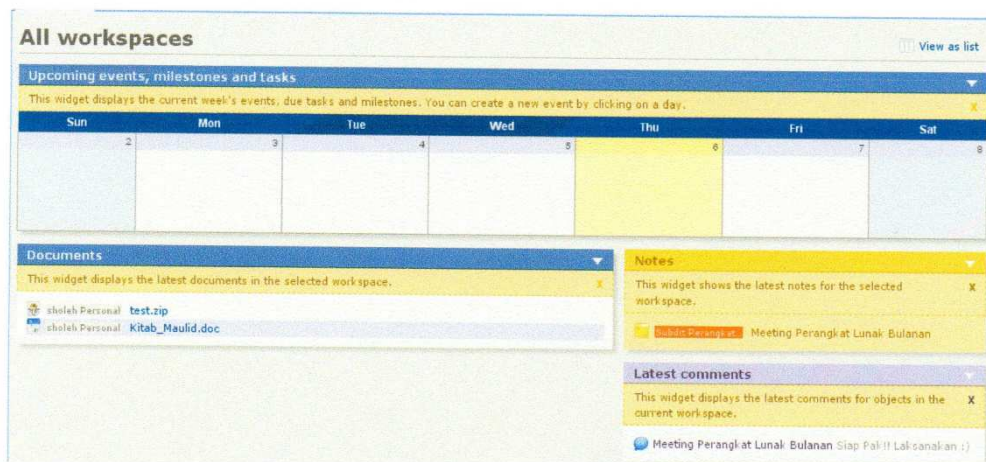 All workspaces
View as list
Upcoming events, milestones and tasks
This widget displays the current week's events, due tasks and milestones. You can create a new event by clicking on a day.
x
Sun Mon Tue Wed Thu Fri Sat
2 3 4 5 6 7 8
Documents
This widget displays the latest documents in the selected workspace.
x
sholeh Personal test.zip
sholeh Personal Kitab_Maulid.doc
Notes
This widget shows the latest notes for the selected
workspace.
x
Subdit Perangkat... Meeting Perangkat Lunak Bulanan
Latest comments
This widget displays the latest comments for objects in the
current workspace.
x
Meeting Perangkat Lunak Bulanan Siap Pak!! Laksanakan :)